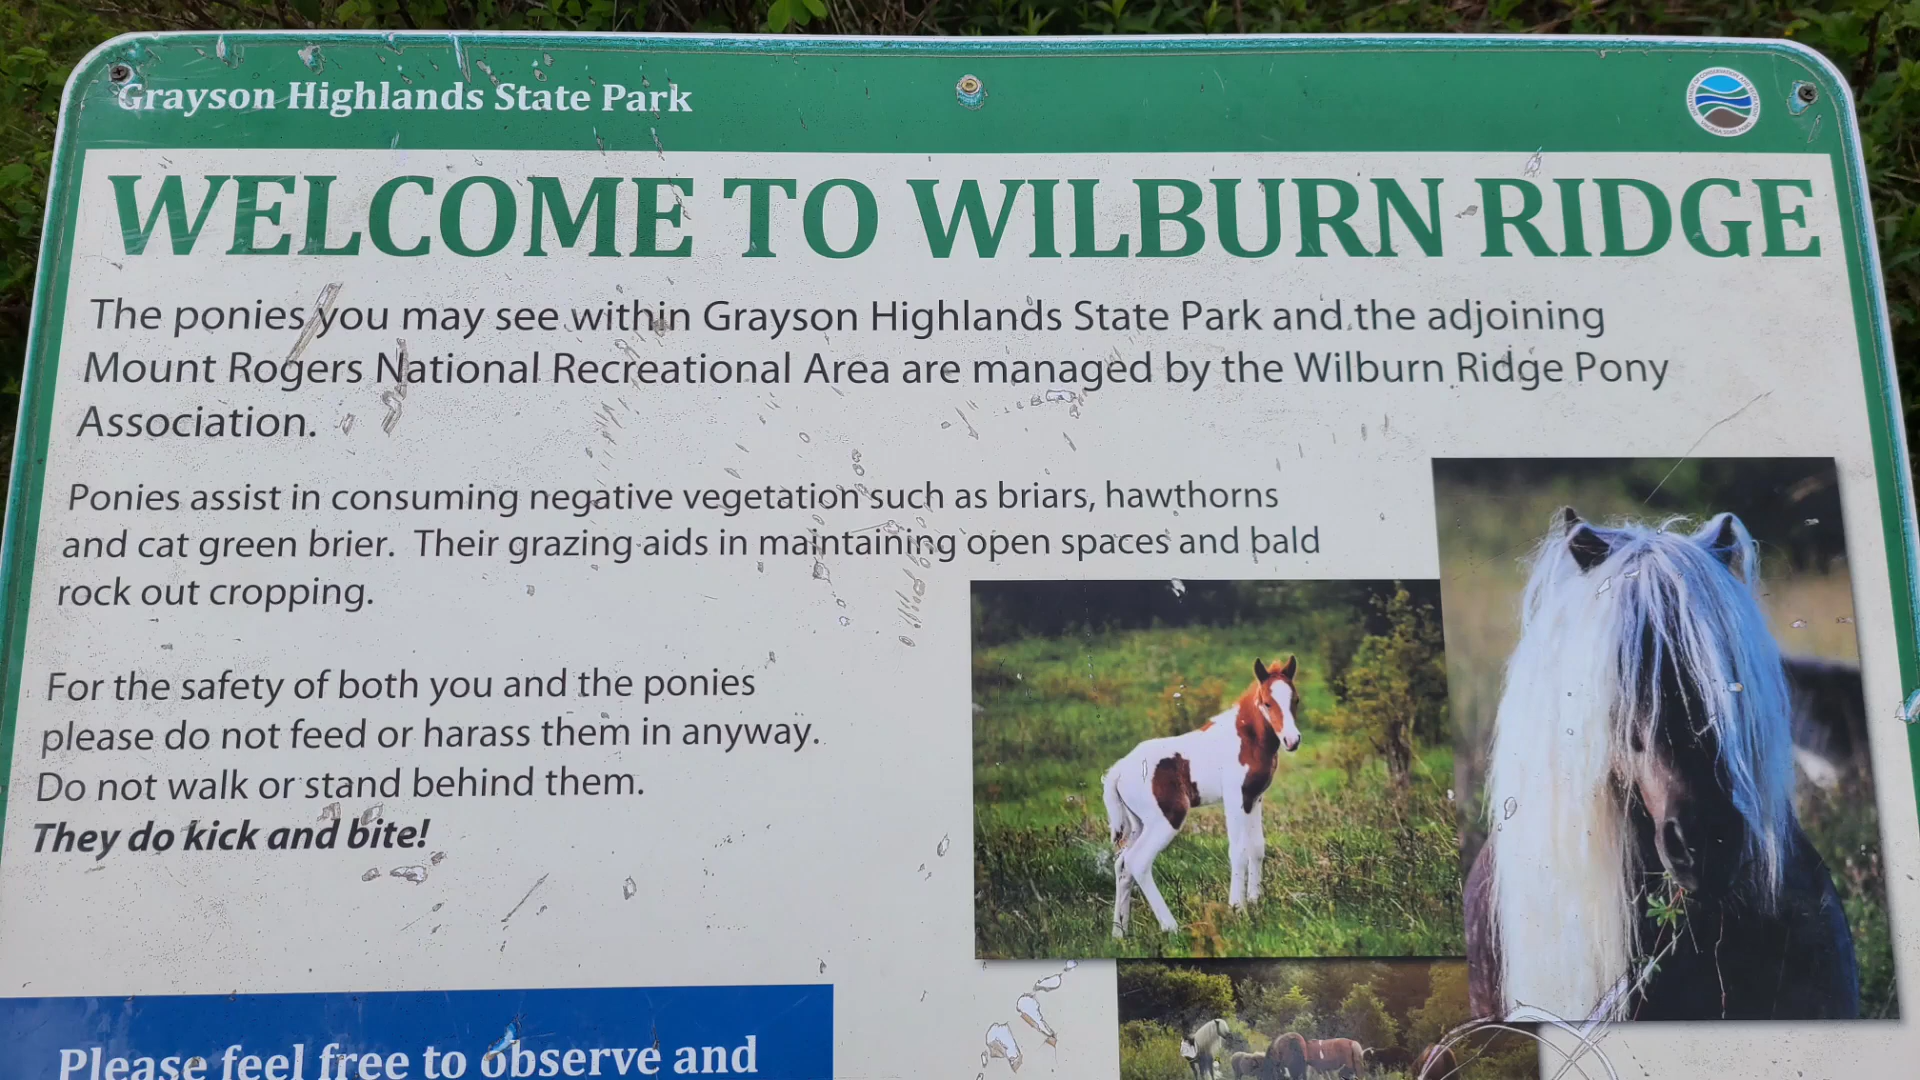 Grayson Highlands State Park
WELCOME TO WILBURN RIDGE
The ponies you may see within Grayson Highlands State Park and the adjoining
Mount Rogers National Recreational Area are managed by the Wilburn Ridge Pony
Association.
Ponies assist in consuming negative vegetation such as briars, hawthorns
and cat green brier. Their grazing aids in maintaining open spaces and bald
rock out cropping.
For the safety of both you and the ponies
please do not feed or harass them in anyway.
Do not walk or stand behind them.
They do kick and bite!
Please feel free to observe and